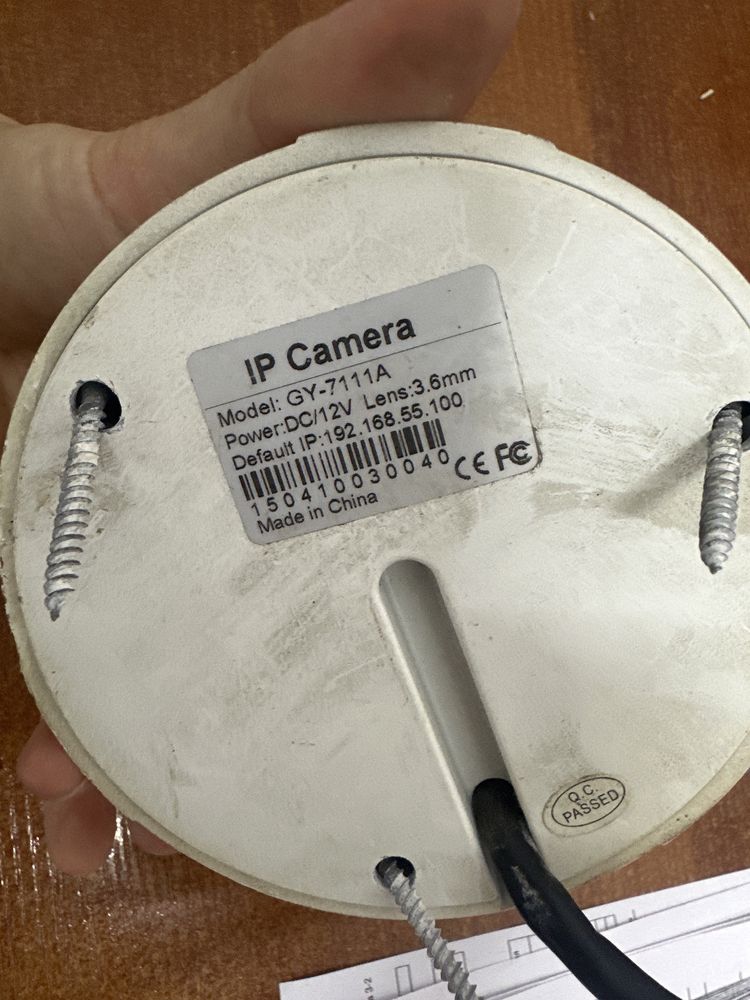 IP Camera
Model: GY-7111A
Power:DC/12V Lens:3.6mm
Default IP:192.168.55.100
150410030040 CE FC
Made in China
Q.C.
PASSED